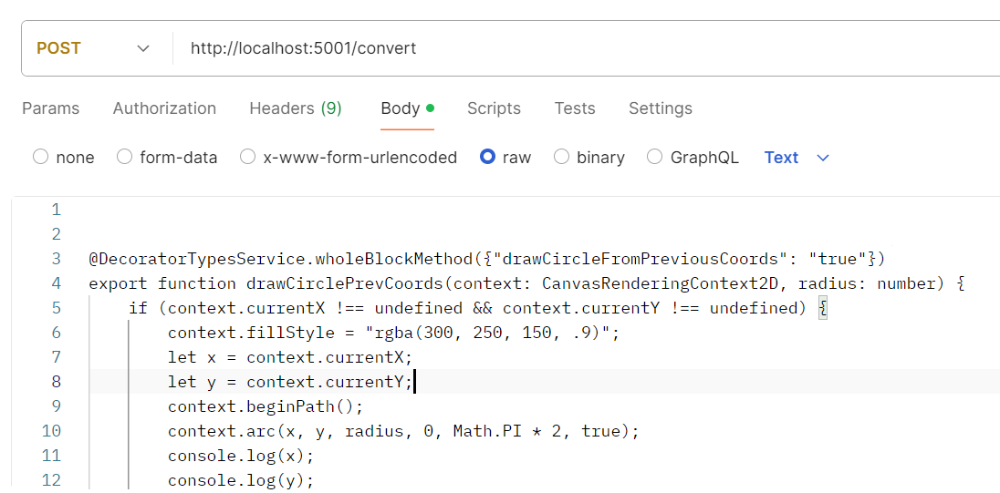 POST http://localhost:5001/convert
Params Authorization Headers (9) Body Scripts Tests Settings
none form-data x-www-form-urlencoded raw binary GraphQL Text
1
2
3 @DecoratorTypesService.wholeBlockMethod({"drawCircleFromPreviousCoords": "true"})
4 export function drawCirclePrevCoords(context: CanvasRenderingContext2D, radius: number) {
5 if (context.currentX !== undefined && context.currentY !== undefined) {
6 context.fillStyle = "rgba(300, 250, 150, .9)";
7 let x = context.currentX;
8 let y = context.currentY;
9 context.beginPath();
10 context.arc(x, y, radius, 0, Math.PI * 2, true);
11 console.log(x);
12 console.log(y);